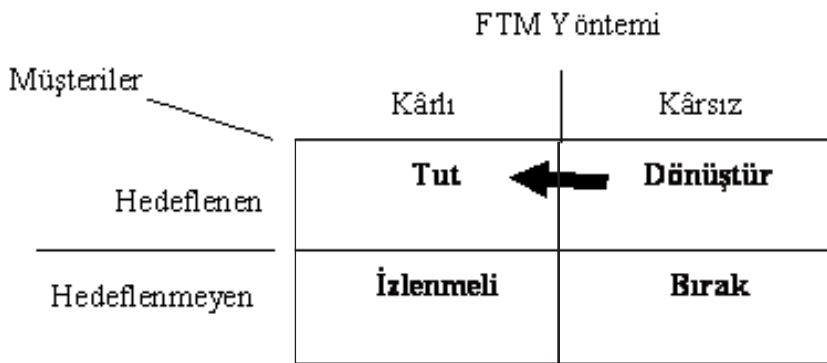 FTM Yöntemi
Müşteriler
Kârlı Kârsız
Tut Dönüştür
Hedeflenen
İzlenmeli Bırak
Hedeflenmeyen